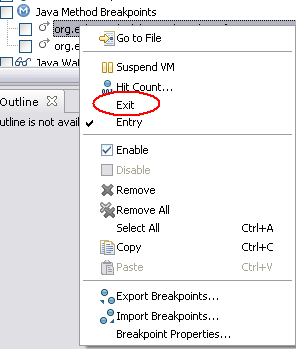 Java Method Breakpoints
org.e
org.e
Java Wa
Outline
utline is not avail
Go to File
Suspend VM
Hit Count...
Exit
Entry
Enable
Disable
Remove
Remove All
Select All Ctrl+A
Copy Ctrl+C
Paste Ctrl+V
Export Breakpoints...
Import Breakpoints...
Breakpoint Properties...